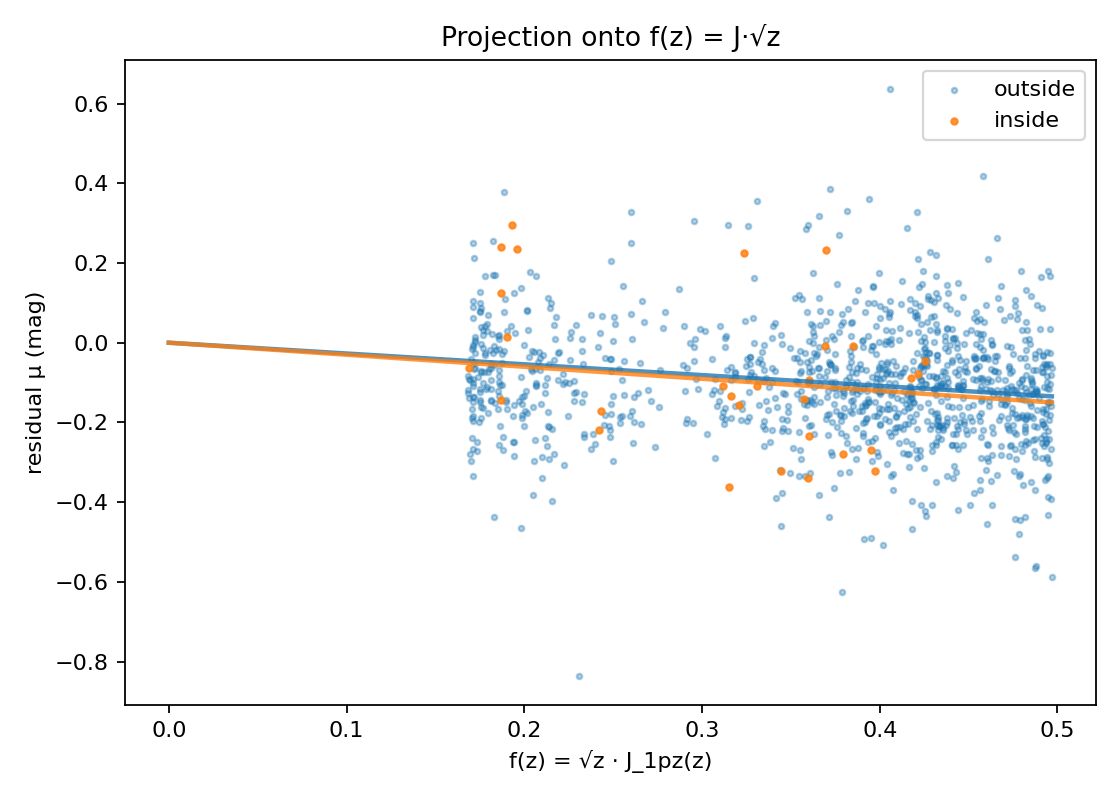 Projection onto f(z) = J·√z
outside
inside
residual μ (mag)
0.6
0.4
0.2
0.0
−0.2
−0.4
−0.6
−0.8
0.0 0.1 0.2 0.3 0.4 0.5
f(z) = √z · J_1pz(z)